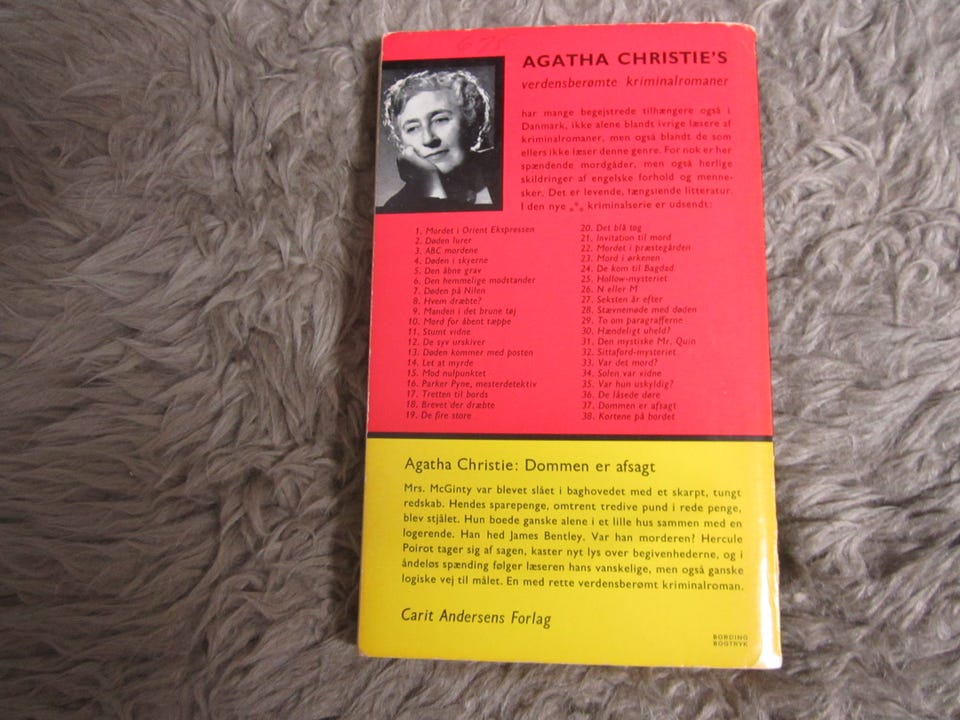 AGATHA CHRISTIE'S
verdensberømte kriminalromaner
har mange begejstrede tilhængere også i
Danmark, ikke alene blandt ivrige læsere af
kriminalromaner, men også blandt de som
ellers ikke læser denne genre. For nok er her
spændende mordgåder, men også herlige
skildringer af engelske forhold og menne-
sker. Det er levende, fængslende litteratur.
I den nye *** kriminalserie er udsendt:
1. Mordet i Orient Ekspressen
2. Døden lurer
3. ABC mordene
4. Døden i skyerne
5. Den åbne grav
6. Den hemmelige modstander
7. Døden på Nilen
8. Hvem dræbte?
9. Manden i det brune tøj
10. Mord for åbent tæppe
11. Stumt vidne
12. De syv urskiver
13. Døden kommer med posten
14. Let at myrde
15. Mod nulpunktet
16. Parker Pyne, mesterdetektiv
17. Tretten til bords
18. Brevet der dræbte
19. De fire store
20. Det blå tog
21. Invitation til mord
22. Mordet i præstegården
23. Mord i ørkenen
24. De kom til Bagdad
25. Hollow-mysteriet
26. N eller M
27. Seksten år efter
28. Stævnemøde med døden
29. To om paragrafferne
30. Hændeligt uheld?
31. Den mystiske Mr. Quin
32. Sittaford-mysteriet
33. Var det mord?
34. Solen var vidne
35. Var hun uskyldig?
36. De låsede døre
37. Dommen er afsagt
38. Kortene på bordet
Agatha Christie: Dommen er afsagt
Mrs. McGinty var blevet slået i baghovedet med et skarpt, tungt
redskab. Hendes sparepenge, omtrent tredive pund i rede penge,
blev stjålet. Hun boede ganske alene i et lille hus sammen med en
logerende. Han hed James Bentley. Var han morderen? Hercule
Poirot tager sig af sagen, kaster nyt lys over begivenhederne, og i
åndeløs spænding følger læseren hans vanskelige, men også ganske
logiske vej til målet. En med rette verdensberømt kriminalroman.
Carit Andersens Forlag
BORDING
BOGTRYK